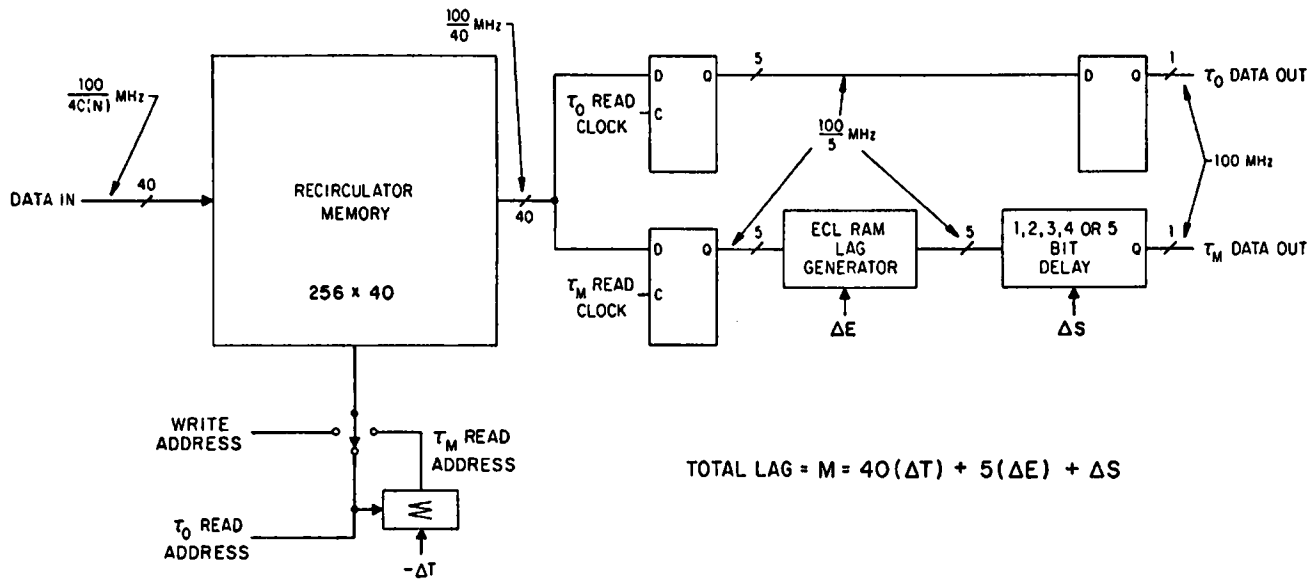 100/40 MHz
100/4C(N) MHz
DATA IN
40
RECIRCULATOR
MEMORY
256 × 40
40
D Q
C
τ₀ READ
CLOCK
5
100/5 MHz
D Q
1
τ₀ DATA OUT
100 MHz
D Q
C
τ_M READ
CLOCK
5
ECL RAM
LAG
GENERATOR
ΔE
5
1,2,3,4 OR 5
BIT
DELAY
Q
ΔS
1
τ_M DATA OUT
WRITE
ADDRESS
τ_M READ
ADDRESS
τ₀ READ
ADDRESS
Σ
-ΔT
TOTAL LAG = M = 40(ΔT) + 5(ΔE) + ΔS